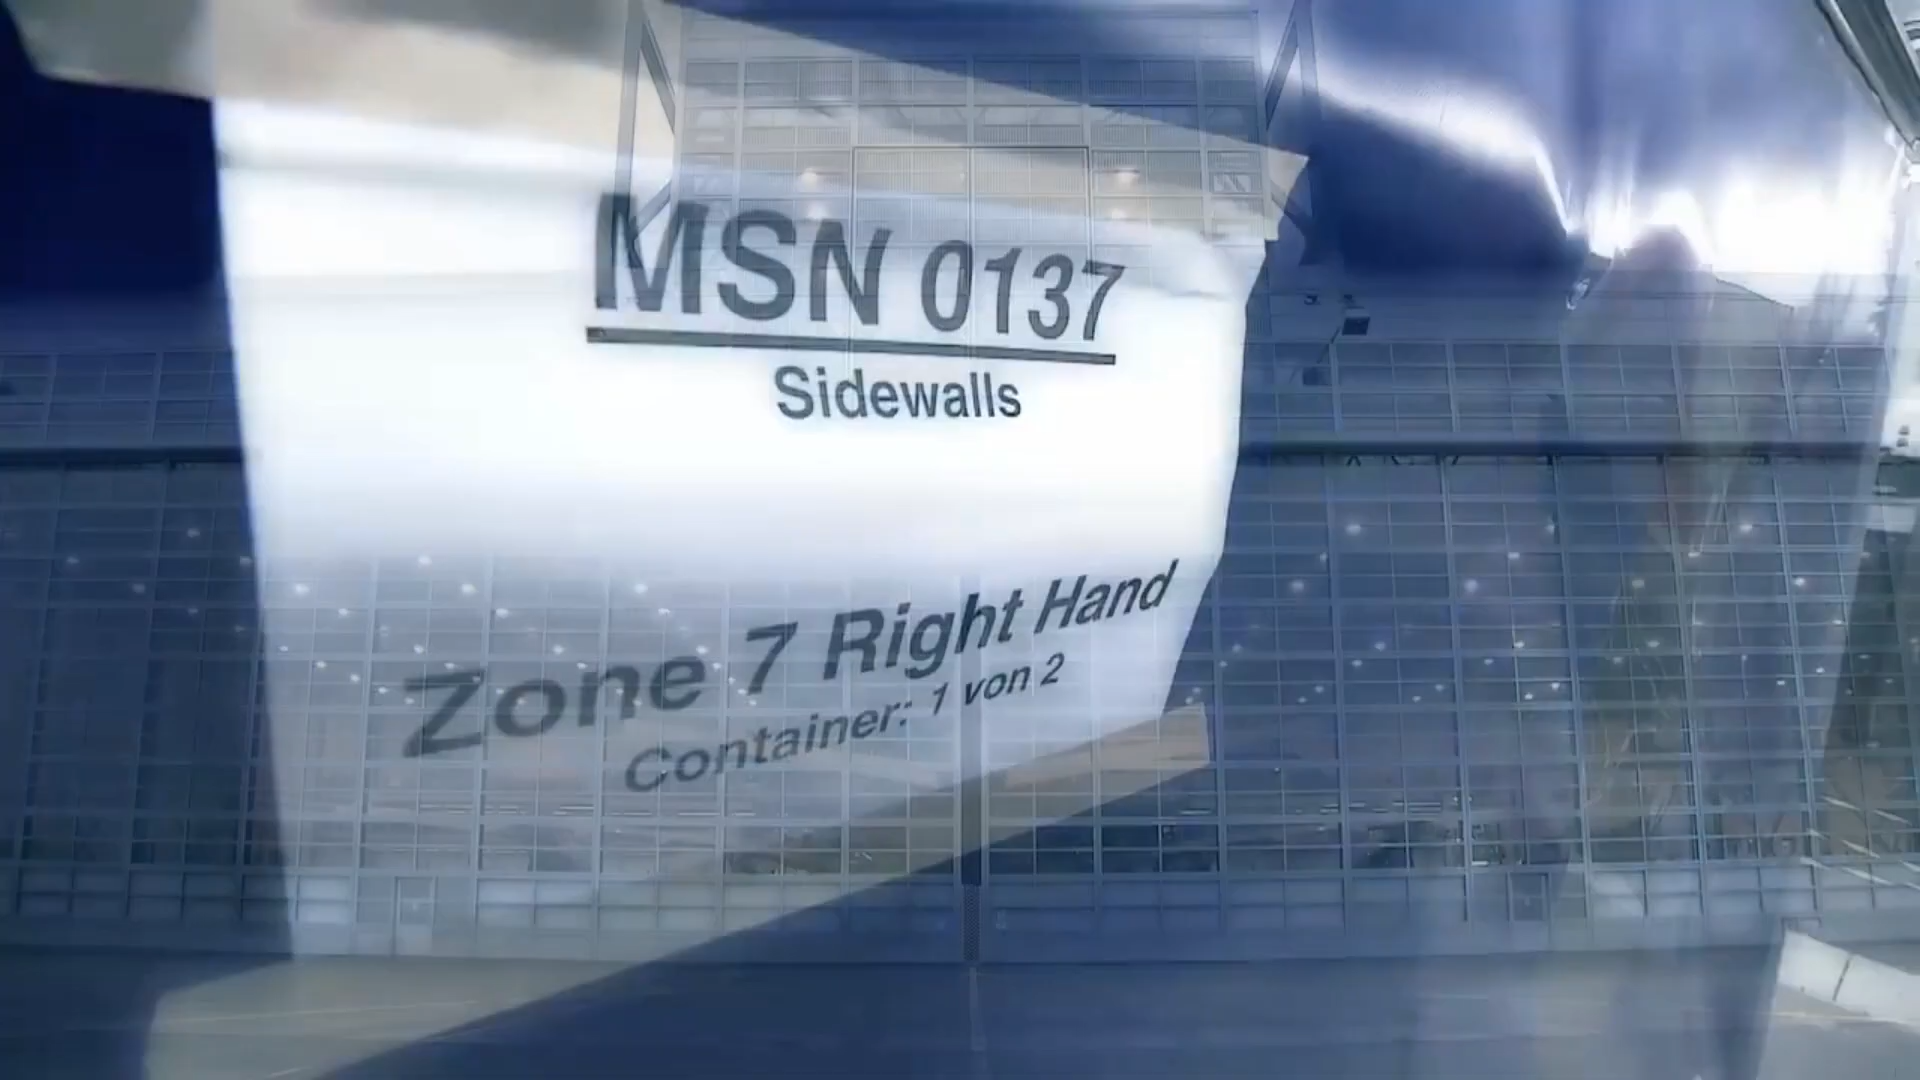 MSN 0137
Sidewalls
Zone 7 Right Hand
Container: 1 von 2